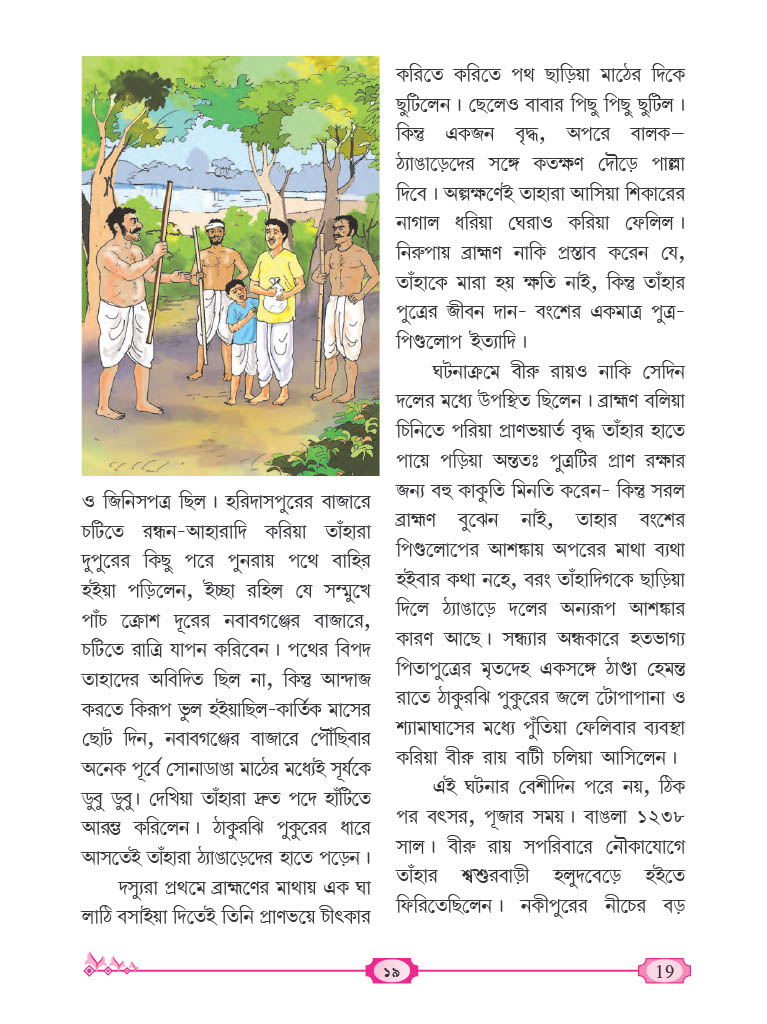 ও জিনিসপত্র ছিল। হরিদাসপুরের বাজারে
চটিতে রন্ধন-আহারাদি করিয়া তাঁহারা
দুপুরের কিছু পরে পুনরায় পথে বাহির
হইয়া পড়িলেন, ইচ্ছা রহিল যে সম্মুখে
পাঁচ ক্রোশ দূরের নবাবগঞ্জের বাজারে,
চটিতে রাত্রি যাপন করিবেন। পথের বিপদ
তাহাদের অবিদিত ছিল না, কিন্তু আন্দাজ
করতে কিরূপ ভুল হইয়াছিল-কার্তিক মাসের
ছোট দিন, নবাবগঞ্জের বাজারে পৌঁছিবার
অনেক পূর্বে সোনাডাঙা মাঠের মধ্যেই সূর্যকে
ডুবু ডুবু। দেখিয়া তাঁহারা দ্রুত পদে হাঁটিতে
আরম্ভ করিলেন। ঠাকুরঝি পুকুরের ধারে
আসতেই তাঁহারা ঠ্যাঙাড়েদের হাতে পড়েন।
দস্যুরা প্রথমে ব্রাহ্মণের মাথায় এক ঘা
লাঠি বসাইয়া দিতেই তিনি প্রাণভয়ে চীৎকার
করিতে করিতে পথ ছাড়িয়া মাঠের দিকে
ছুটিলেন। ছেলেও বাবার পিছু পিছু ছুটিল।
কিন্তু একজন বৃদ্ধ, অপরে বালক–
ঠ্যাঙাড়েদের সঙ্গে কতক্ষণ দৌড়ে পাল্লা
দিবে। অল্পক্ষণেই তাহারা আসিয়া শিকারের
নাগাল ধরিয়া ঘেরাও করিয়া ফেলিল।
নিরুপায় ব্রাহ্মণ নাকি প্রস্তাব করেন যে,
তাঁহাকে মারা হয় ক্ষতি নাই, কিন্তু তাঁহার
পুত্রের জীবন দান- বংশের একমাত্র পুত্র-
পিণ্ডলোপ ইত্যাদি।
ঘটনাক্রমে বীরু রায়ও নাকি সেদিন
দলের মধ্যে উপস্থিত ছিলেন। ব্রাহ্মণ বলিয়া
চিনিতে পরিয়া প্রাণভয়ার্ত বৃদ্ধ তাঁহার হাতে
পায়ে পড়িয়া অন্ততঃ পুত্রটির প্রাণ রক্ষার
জন্য বহু কাকুতি মিনতি করেন- কিন্তু সরল
ব্রাহ্মণ বুঝেন নাই, তাহার বংশের
পিণ্ডলোপের আশঙ্কায় অপরের মাথা ব্যথা
হইবার কথা নহে, বরং তাঁহাদিগকে ছাড়িয়া
দিলে ঠ্যাঙাড়ে দলের অন্যরূপ আশঙ্কার
কারণ আছে। সন্ধ্যার অন্ধকারে হতভাগ্য
পিতাপুত্রের মৃতদেহ একসঙ্গে ঠাণ্ডা হেমন্ত
রাতে ঠাকুরঝি পুকুরের জলে টোপাপানা ও
শ্যামাঘাসের মধ্যে পুঁতিয়া ফেলিবার ব্যবস্থা
করিয়া বীরু রায় বাটী চলিয়া আসিলেন।
এই ঘটনার বেশীদিন পরে নয়, ঠিক
পর বৎসর, পূজার সময়। বাঙলা ১২৩৮
সাল। বীরু রায় সপরিবারে নৌকাযোগে
তাঁহার শ্বশুরবাড়ী হলুদবেড়ে হইতে
ফিরিতেছিলেন। নকীপুরের নীচের বড়
১৯
19